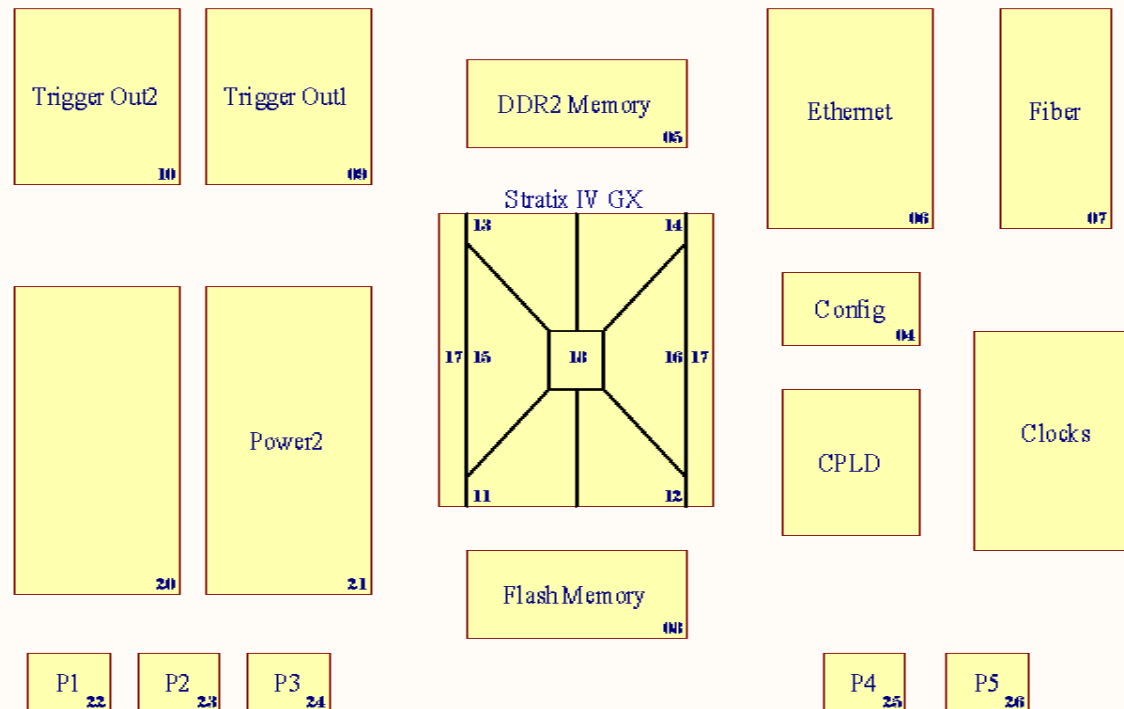 Trigger Out2
10
Trigger Out1
09
DDR2 Memory
05
Ethernet
06
Fiber
07
Stratix IV GX
13
14
17
15
18
16
17
11
12
Config
04
CPLD
Clocks
20
Power2
21
Flash Memory
08
P1
22
P2
23
P3
24
P4
25
P5
26